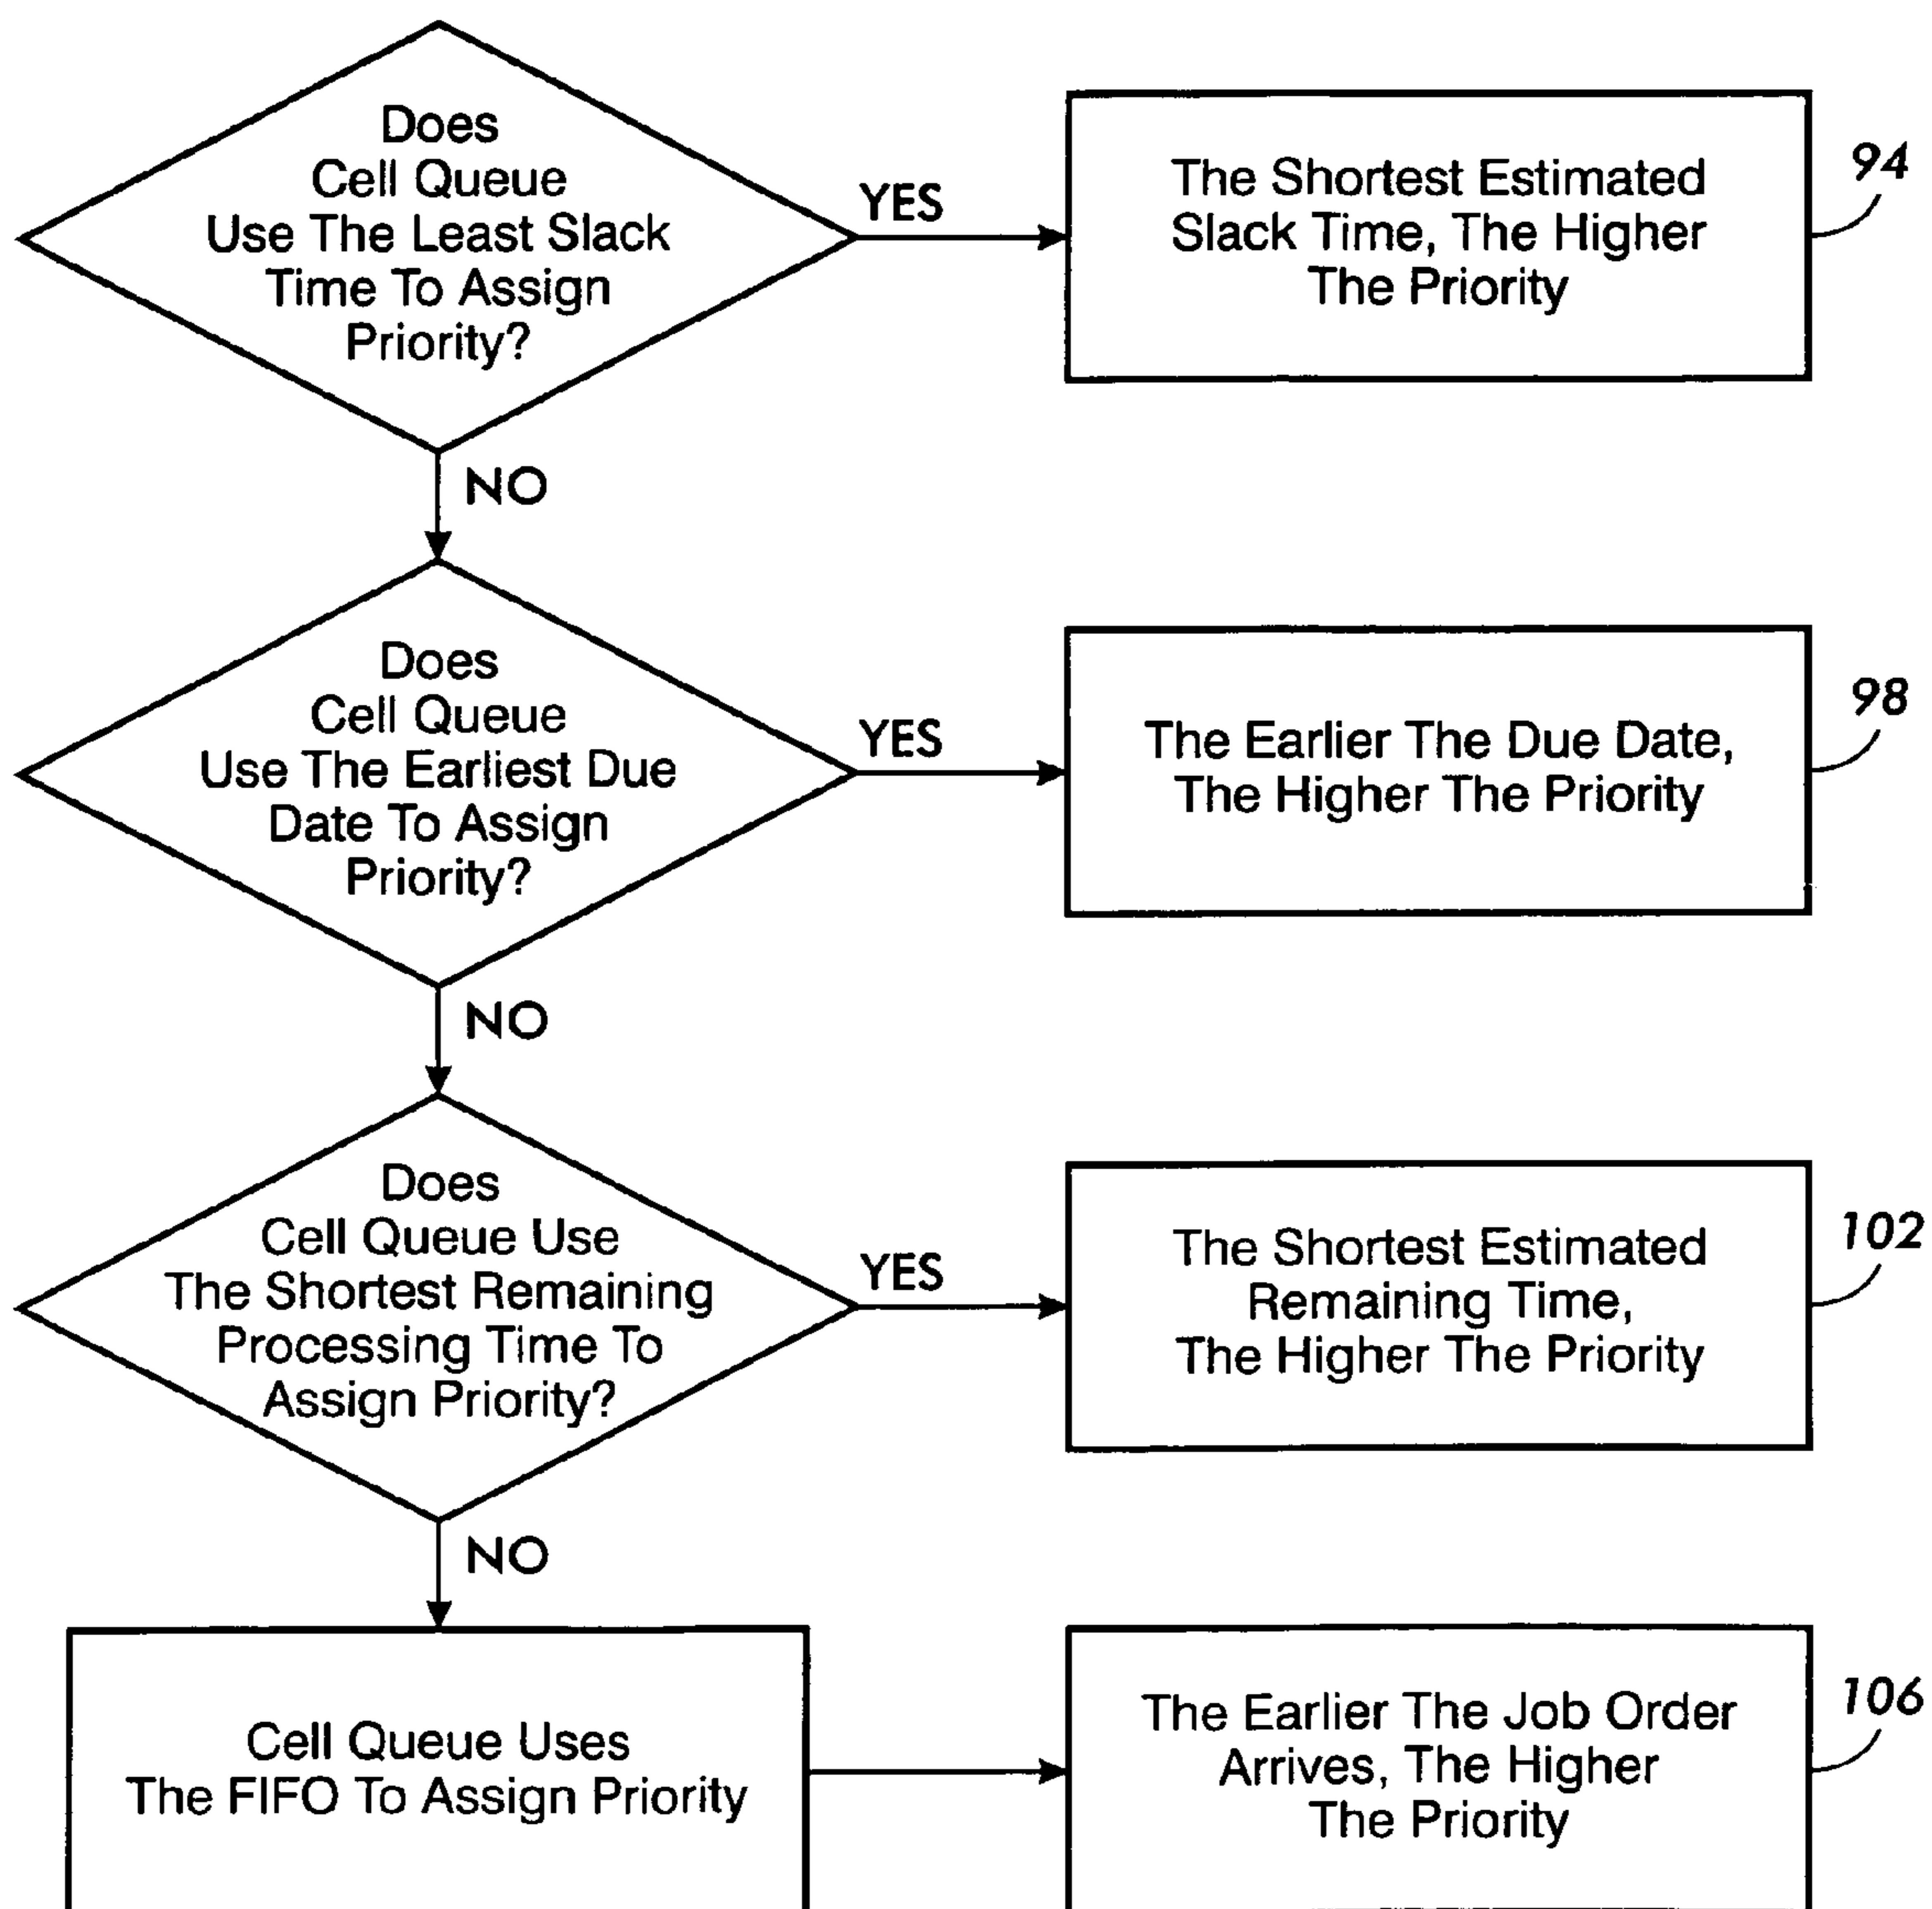 Does
Cell Queue
Use The Least Slack
Time To Assign
Priority?
YES
The Shortest Estimated
Slack Time, The Higher
The Priority
94
NO
Does
Cell Queue
Use The Earliest Due
Date To Assign
Priority?
YES
The Earlier The Due Date,
The Higher The Priority
98
NO
Does
Cell Queue Use
The Shortest Remaining
Processing Time To
Assign Priority?
YES
The Shortest Estimated
Remaining Time,
The Higher The Priority
102
NO
Cell Queue Uses
The FIFO To Assign Priority
The Earlier The Job Order
Arrives, The Higher
The Priority
106